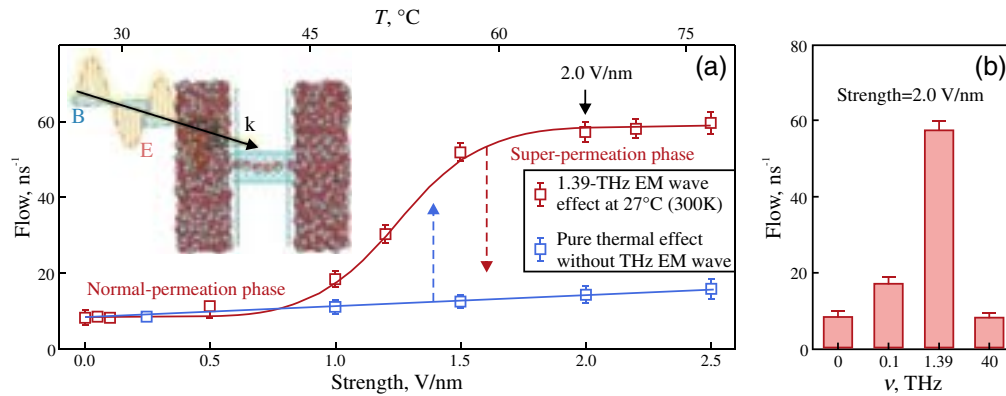 T, °C
30 45 60 75
80
60
40
20
0
Flow, ns⁻¹
(a)
2.0 V/nm
B
E
k
Super-permeation phase
1.39-THz EM wave
effect at 27°C (300K)
Pure thermal effect
without THz EM wave
Normal-permeation phase
0.0 0.5 1.0 1.5 2.0 2.5
Strength, V/nm
80
60
40
20
0
Flow, ns⁻¹
(b)
Strength=2.0 V/nm
0 0.1 1.39 40
ν, THz